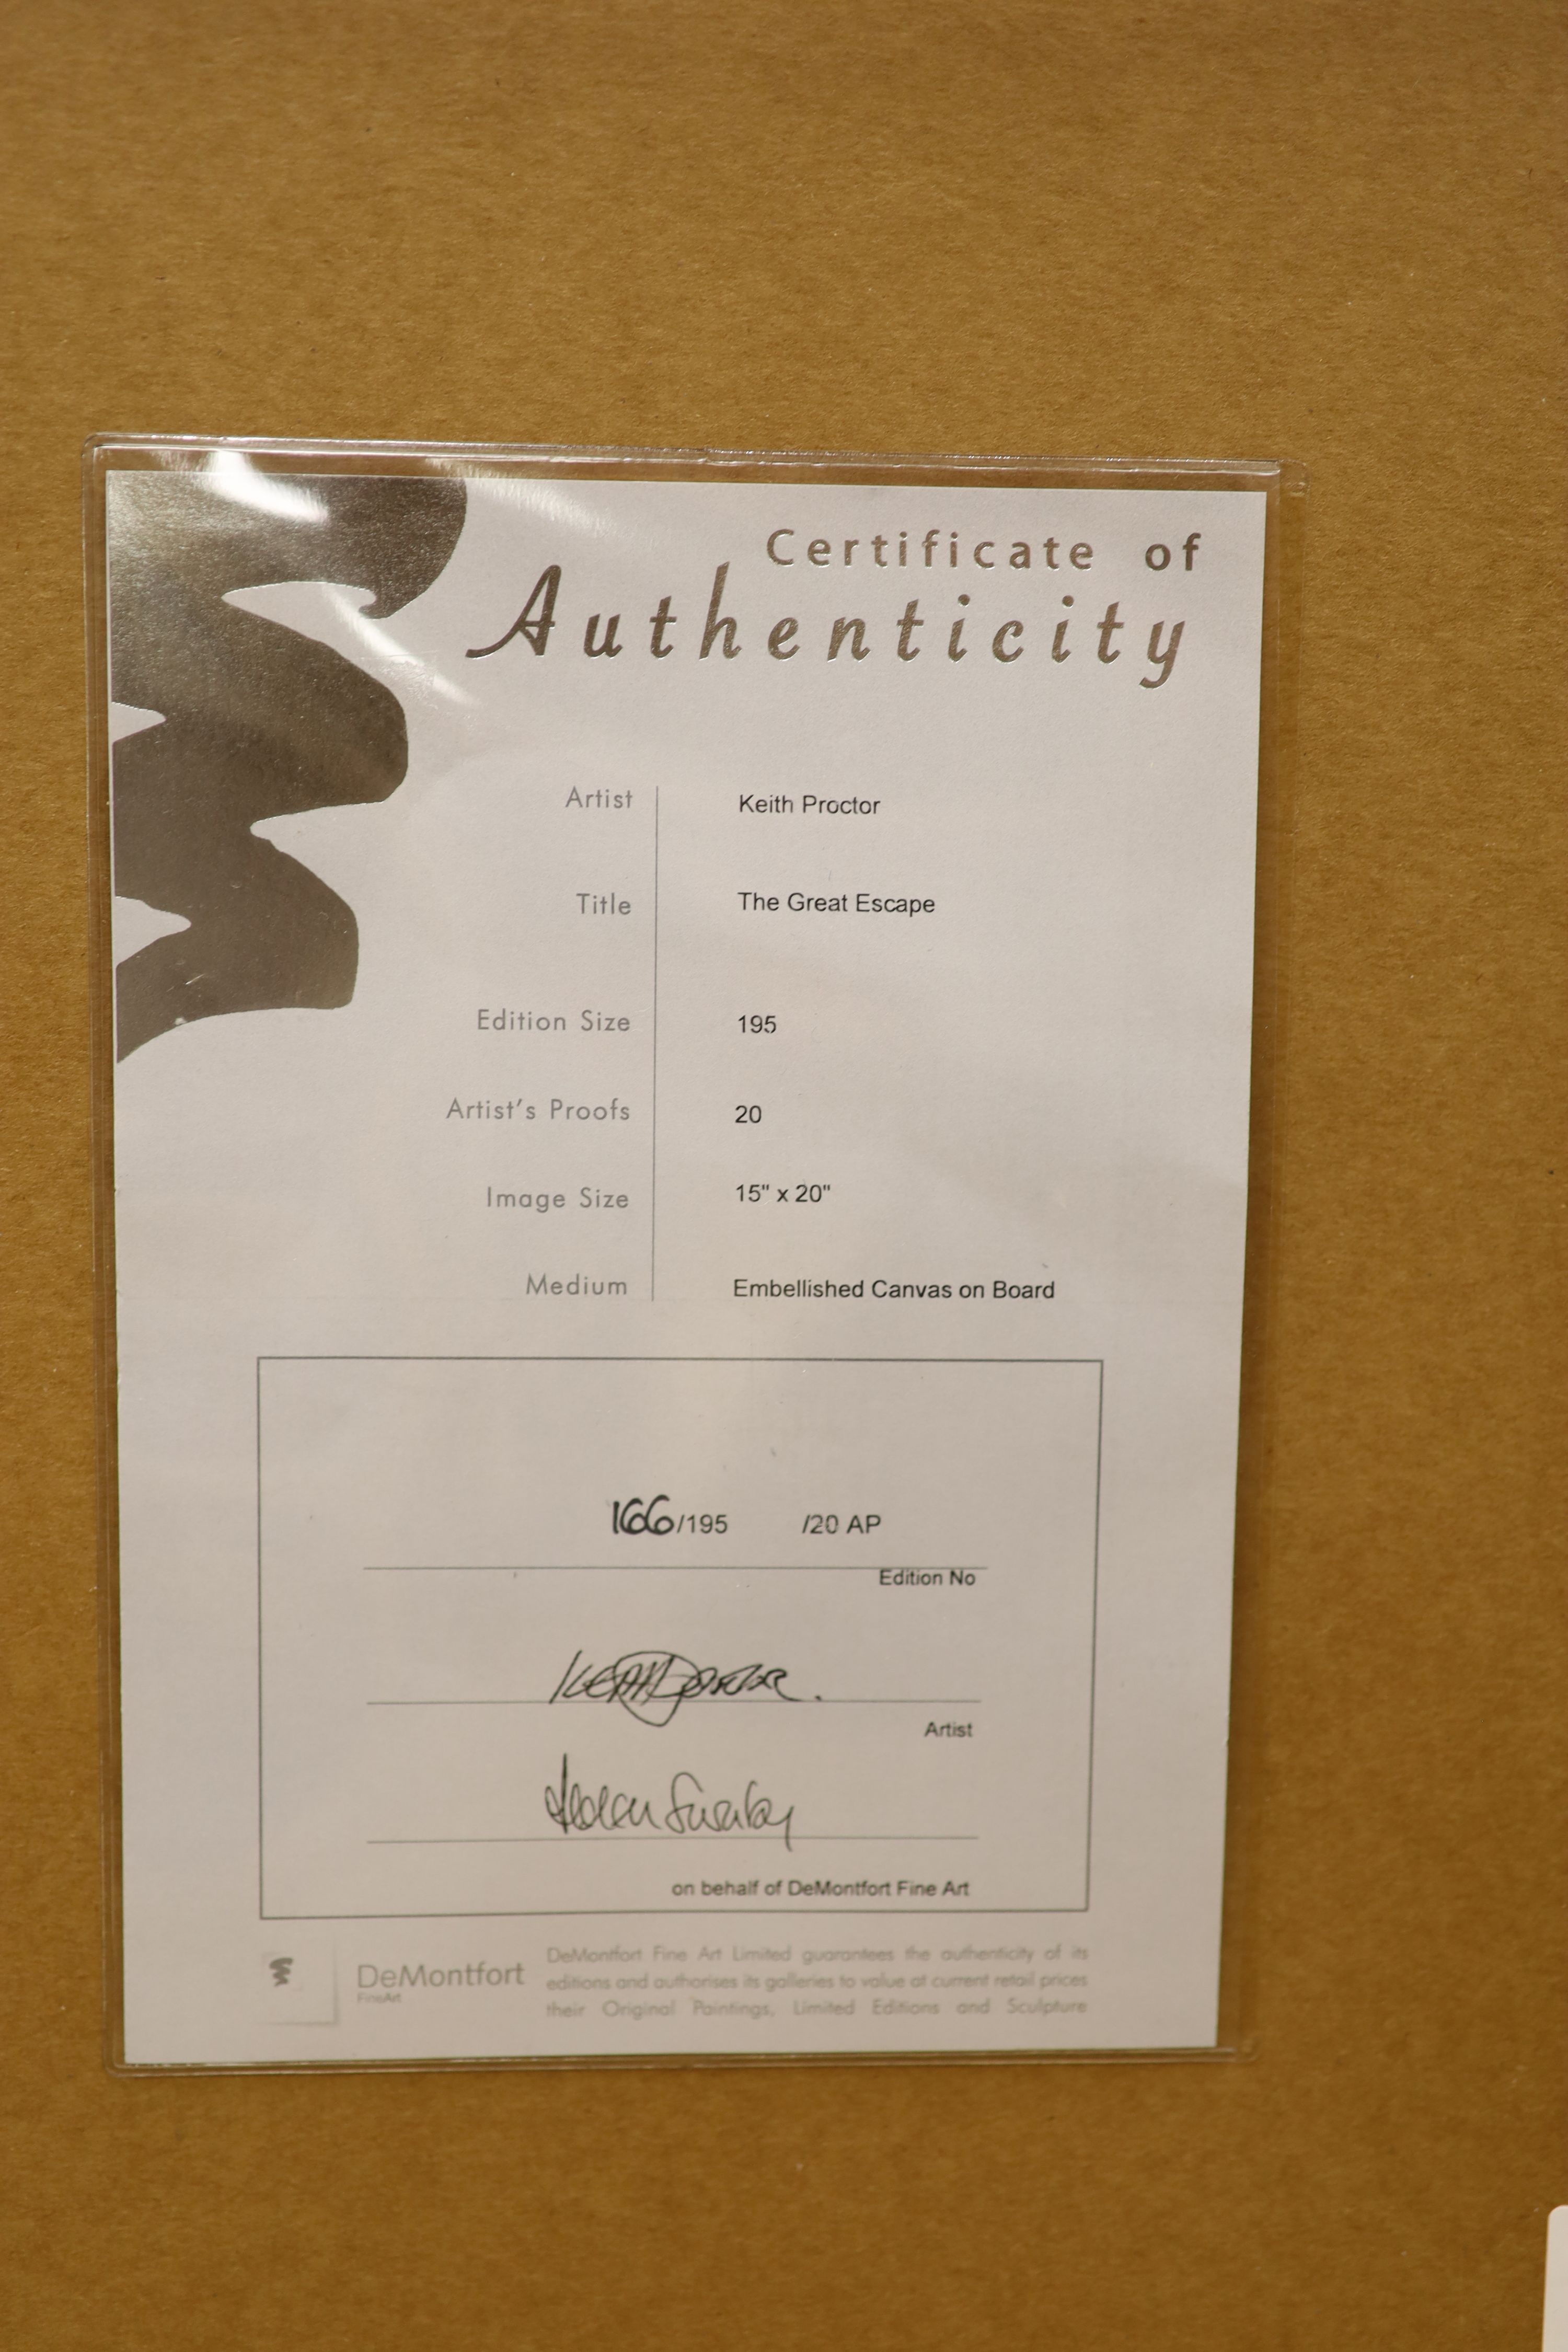 Certificate of
Authenticity
Artist Keith Proctor
Title The Great Escape
Edition Size 195
Artist's Proofs 20
Image Size 15" x 20"
Medium Embellished Canvas on Board
166/195 /20 AP
Edition No
Keith Proctor.
Artist
on behalf of DeMontfort Fine Art
DeMontfort
FineArt
DeMontfort Fine Art Limited guarantees the authenticity of its
editions and authorises its galleries to value at current retail prices
their Original Paintings, Limited Editions and Sculpture